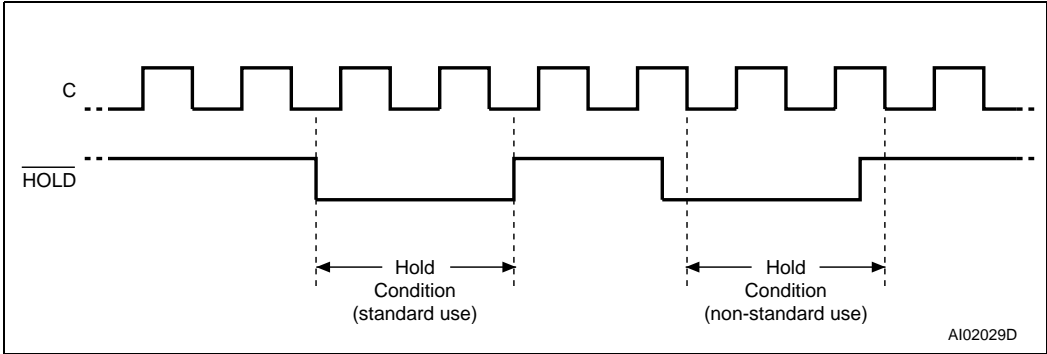 C
HOLD
Hold
Condition
(standard use)
Hold
Condition
(non-standard use)
AI02029D